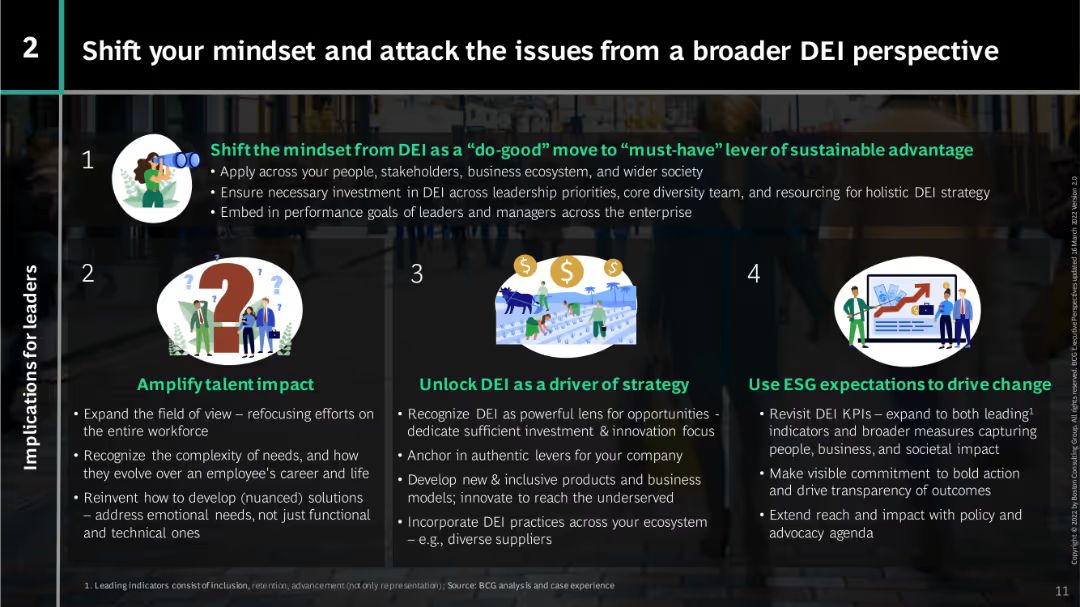 2
Shift your mindset and attack the issues from a broader DEI perspective
Implications for leaders
1
Shift the mindset from DEI as a “do-good” move to “must-have” lever of sustainable advantage
• Apply across your people, stakeholders, business ecosystem, and wider society
• Ensure necessary investment in DEI across leadership priorities, core diversity team, and resourcing for holistic DEI strategy
• Embed in performance goals of leaders and managers across the enterprise
2
?
? ?
? ?
Amplify talent impact
• Expand the field of view – refocusing efforts on
the entire workforce
• Recognize the complexity of needs, and how
they evolve over an employee's career and life
• Reinvent how to develop (nuanced) solutions
– address emotional needs, not just functional
and technical ones
3
$ $ $
Unlock DEI as a driver of strategy
• Recognize DEI as powerful lens for opportunities -
dedicate sufficient investment & innovation focus
• Anchor in authentic levers for your company
• Develop new & inclusive products and business
models; innovate to reach the underserved
• Incorporate DEI practices across your ecosystem
– e.g., diverse suppliers
4
Use ESG expectations to drive change
• Revisit DEI KPIs – expand to both leading¹
indicators and broader measures capturing
people, business, and societal impact
• Make visible commitment to bold action
and drive transparency of outcomes
• Extend reach and impact with policy and
advocacy agenda
1. Leading Indicators consist of inclusion, retention, advancement (not only representation); Source: BCG analysis and case experience
Copyright © 2022 by Boston Consulting Group. All rights reserved. BCG Executive Perspectives updated 16 March 2022 Version 2.0
11